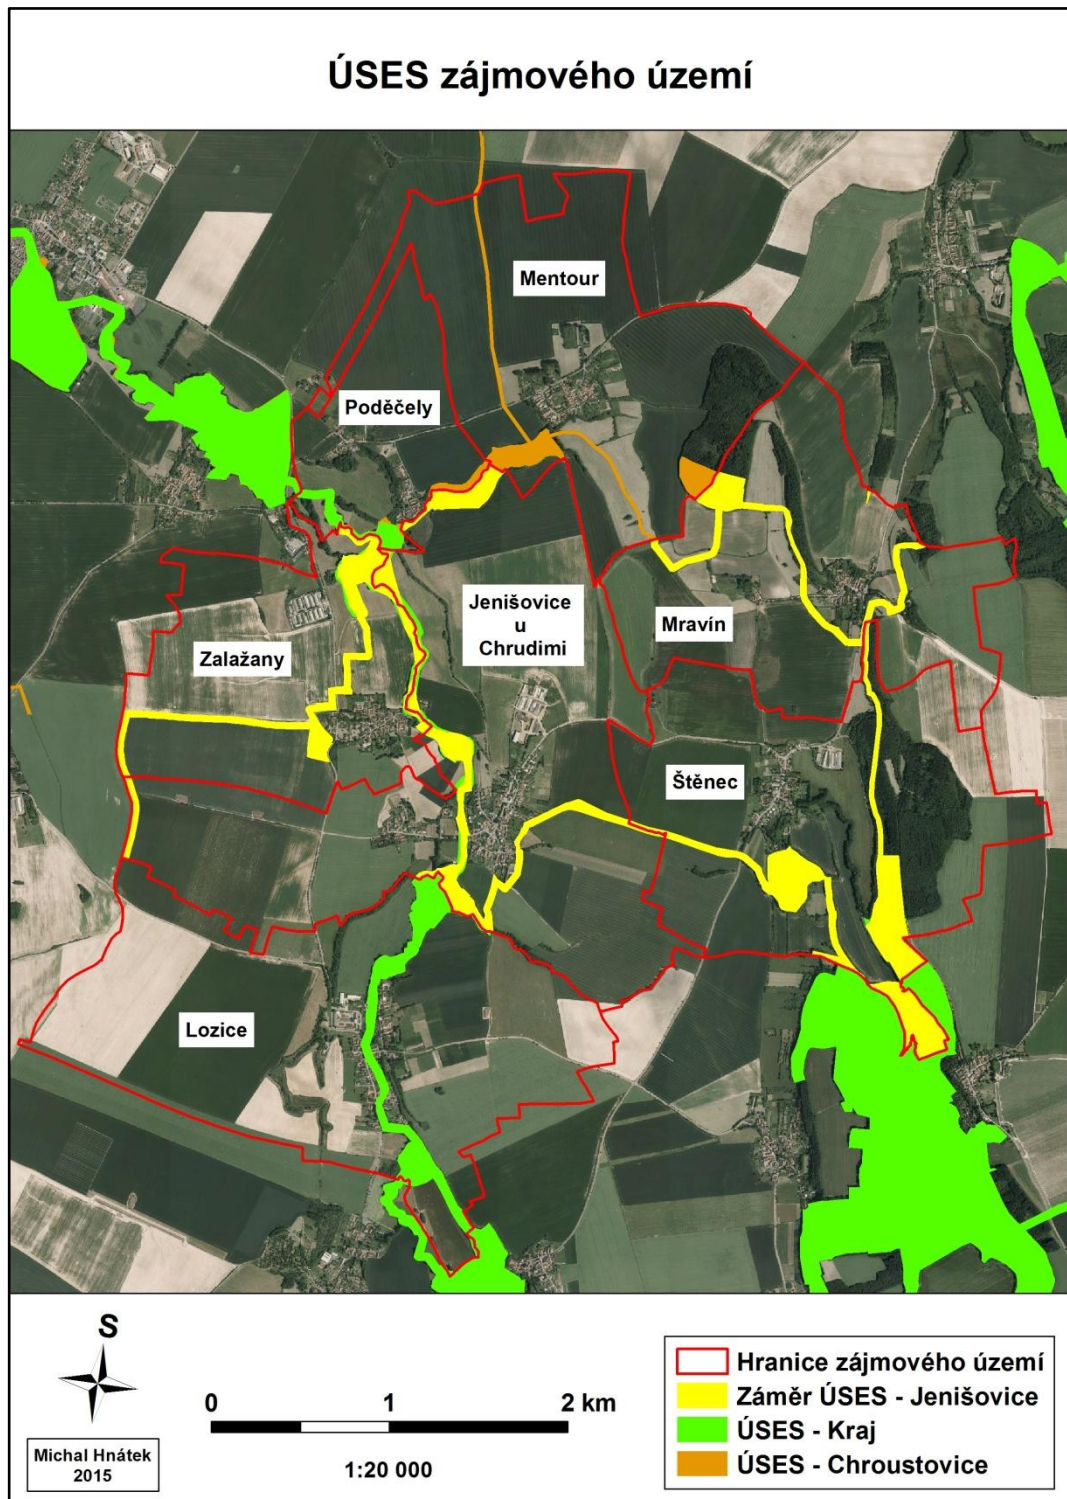 ÚSES zájmového území
Mentour
Poděčely
Jenišovice
u
Chrudimi
Mravín
Zalažany
Štěnec
Lozice
S
0 1 2 km
1:20 000
Michal Hnátek
2015
Hranice zájmového území
Záměr ÚSES - Jenišovice
ÚSES - Kraj
ÚSES - Chroustovice